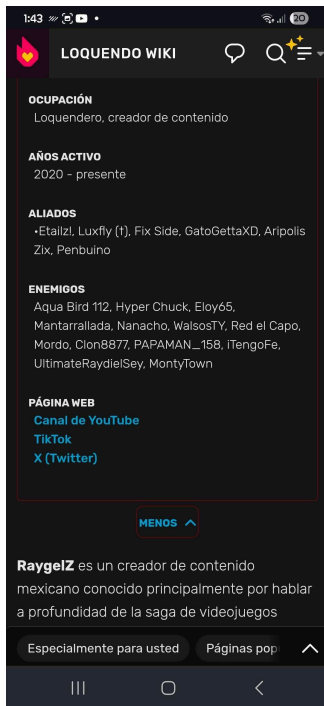 1:43
20
LOQUENDO WIKI
OCUPACIÓN
Loquendero, creador de contenido
AÑOS ACTIVO
2020 - presente
ALIADOS
•Etailz!, Luxfly (†), Fix Side, GatoGettaXD, Aripolis
Zix, Penbuino
ENEMIGOS
Aqua Bird 112, Hyper Chuck, Eloy65,
Mantarrallada, Nanacho, WalsosTY, Red el Capo,
Mordo, Clon8877, PAPAMAN_158, iTengoFe,
UltimateRaydielSey, MontyTown
PÁGINA WEB
Canal de YouTube
TikTok
X (Twitter)
MENOS
RaygelZ es un creador de contenido
mexicano conocido principalmente por hablar
a profundidad de la saga de videojuegos
Especialmente para usted
Páginas pop